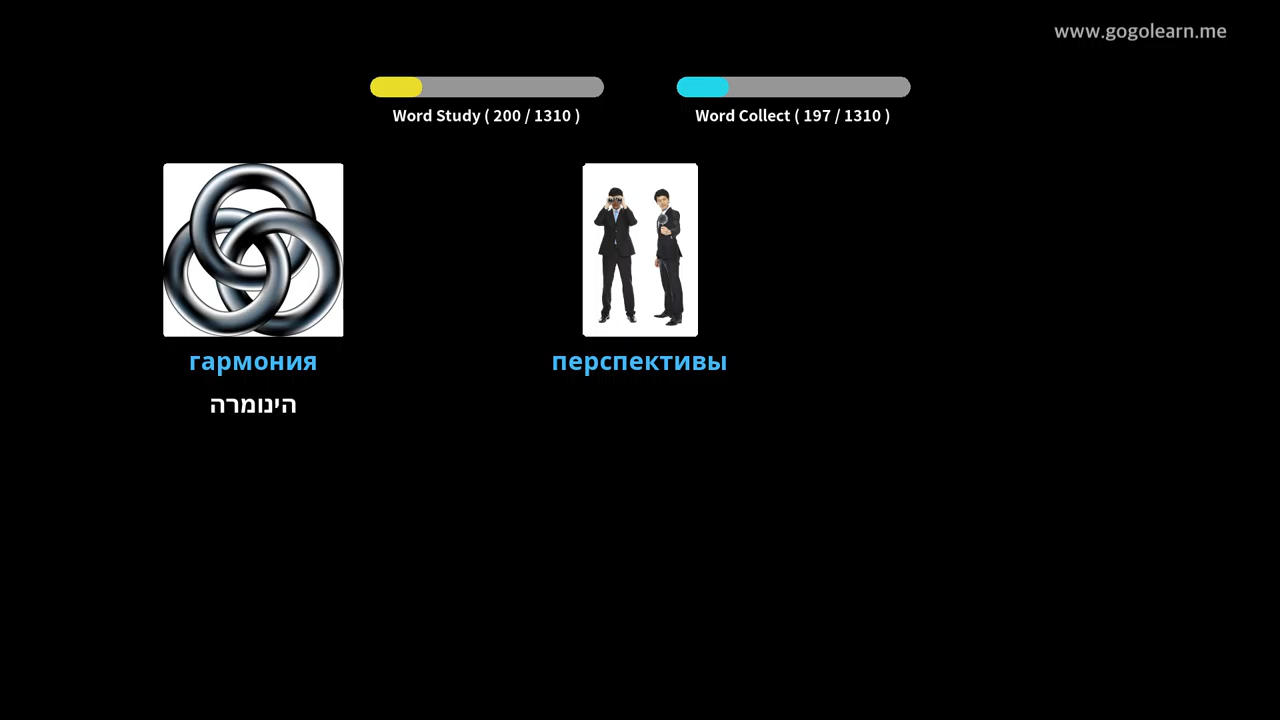 www.gogolearn.me
Word Study ( 200 / 1310 )
Word Collect ( 197 / 1310 )
гармония
перспективы
הינומרה